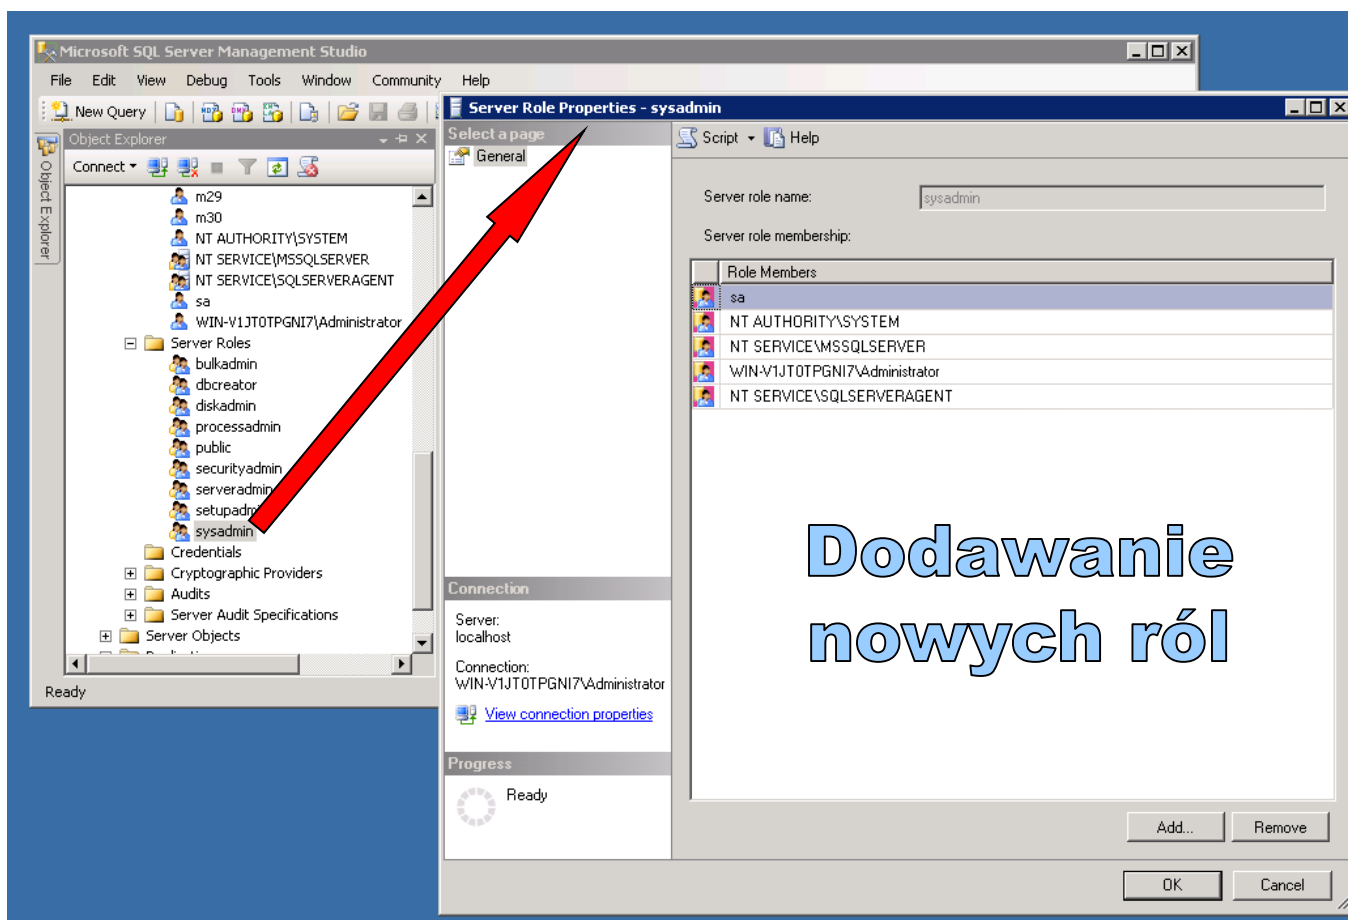 Microsoft SQL Server Management Studio
File Edit View Debug Tools Window Community Help
New Query
Object Explorer
Connect
Object Explorer
m29
m30
NT AUTHORITY\SYSTEM
NT SERVICE\MSSQLSERVER
NT SERVICE\SQLSERVERAGENT
sa
WIN-V1JT0TPGNI7\Administrator
Server Roles
bulkadmin
dbcreator
diskadmin
processadmin
public
securityadmin
serveradmin
setupadmin
sysadmin
Credentials
Cryptographic Providers
Audits
Server Audit Specifications
Server Objects
Ready
Server Role Properties - sysadmin
Select a page
General
Script Help
Server role name: sysadmin
Server role membership:
Role Members
sa
NT AUTHORITY\SYSTEM
NT SERVICE\MSSQLSERVER
WIN-V1JT0TPGNI7\Administrator
NT SERVICE\SQLSERVERAGENT
Dodawanie
nowych ról
Connection
Server:
localhost
Connection:
WIN-V1JT0TPGNI7\Administrator
View connection properties
Progress
Ready
Add... Remove
OK Cancel